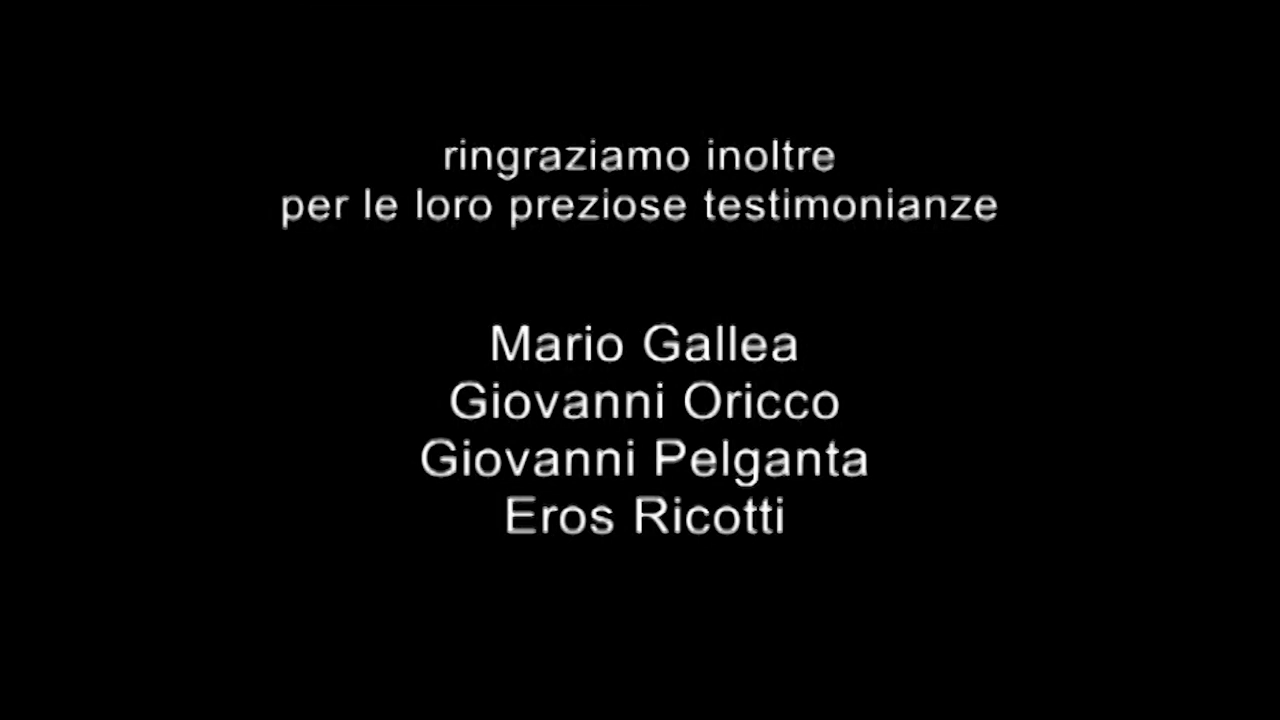 ringraziamo inoltre
per le loro preziose testimonianze
Mario Gallea
Giovanni Oricco
Giovanni Pelganta
Eros Ricotti